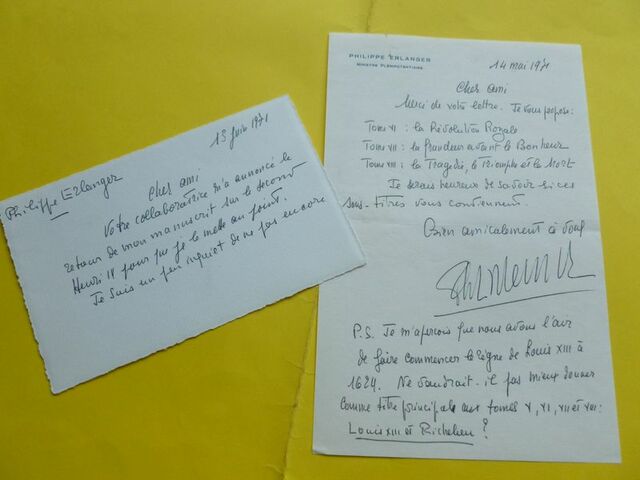 Philippe Erlanger
13 Juin 1971
Cher ami
Votre collaboratrice m'a annoncé le
retour de mon manuscrit sur le second
Henri IV pour que je le mette au point.
Je suis un peu inquiet de ne pas encore
PHILIPPE ERLANGER
MINISTRE PLÉNIPOTENTIAIRE
14 mai 1971
Cher ami
Merci de votre lettre. Je vous propose :
Tome VI : la Révolution Royale
Tome VII : la Grandeur avant le Bonheur
Tome VIII : la Tragédie, le Triomphe et la Mort
Je serais heureux de savoir si ces
sous-titres vous conviennent.
Bien amicalement à vous
P.S. Je m'aperçois que nous avons l'air
de faire commencer le règne de Louis XIII à
1624. Ne vaudrait-il pas mieux donner
comme titre principal aux tomes V, VI, VII et VIII :
Louis XIII et Richelieu ?